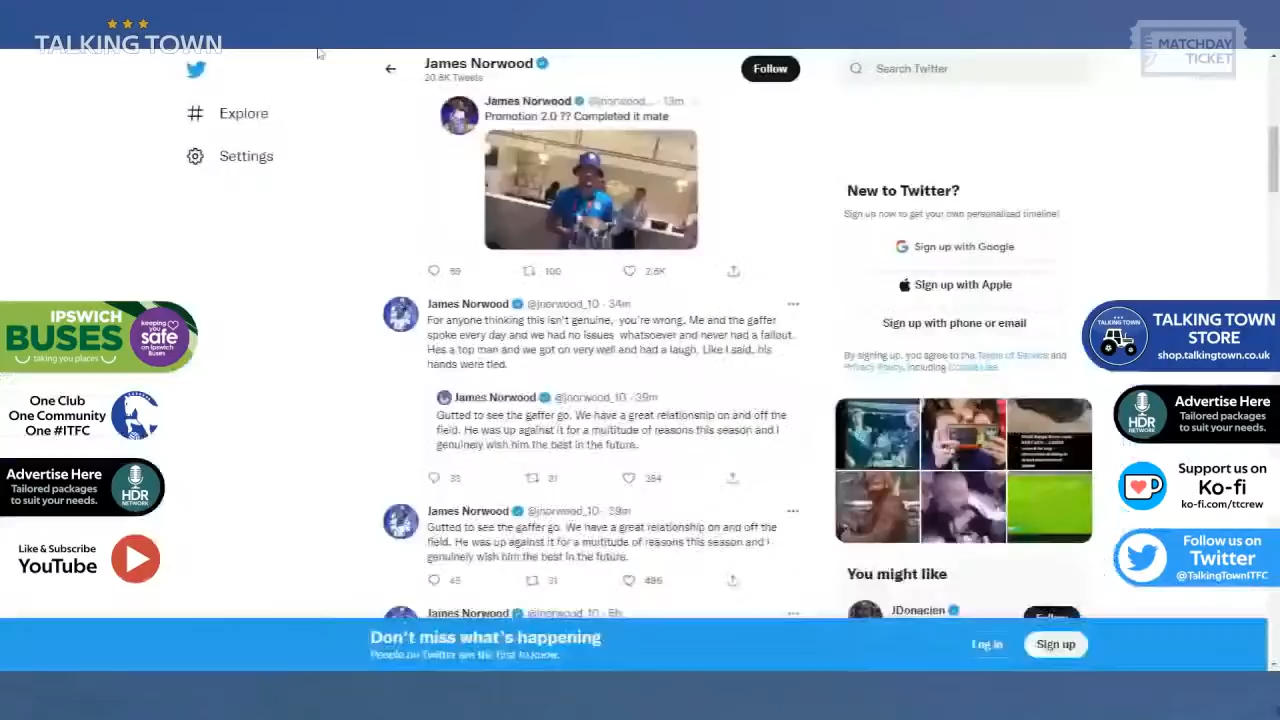 TALKING TOWN
MATCHDAY
TICKET
James Norwood
20.8K Tweets
Follow
Search Twitter
Explore
Settings
James Norwood @jnorwood... · 13m
Promotion 2.0 ?? Completed it mate
59 100 2.6K
James Norwood @jnorwood_10 · 34m
For anyone thinking this isn't genuine, you're wrong. Me and the gaffer
spoke every day and we had no issues whatsoever and never had a fallout.
Hes a top man and we got on very well and had a laugh. Like I said, his
hands were tied.
James Norwood @jnorwood_10 · 39m
Gutted to see the gaffer go. We have a great relationship on and off the
field. He was up against it for a multitude of reasons this season and I
genuinely wish him the best in the future.
33 21 384
James Norwood @jnorwood_10 · 39m
Gutted to see the gaffer go. We have a great relationship on and off the
field. He was up against it for a multitude of reasons this season and I
genuinely wish him the best in the future.
45 31 486
James Norwood @jnorwood_10 · 5h
New to Twitter?
Sign up now to get your own personalized timeline!
Sign up with Google
Sign up with Apple
Sign up with phone or email
By signing up, you agree to the Terms of Service and
Privacy Policy, including Cookie Use.
You might like
JDonacien
Follow
Don't miss what's happening
People on Twitter are the first to know.
Log in
Sign up
IPSWICH
BUSES
taking you places
keeping
you
safe
on Ipswich
Buses
One Club
One Community
One #ITFC
Advertise Here
Tailored packages
to suit your needs.
HDR
NETWORK
Like & Subscribe
YouTube
TALKING TOWN
TALKING TOWN
STORE
shop.talkingtown.co.uk
HDR
NETWORK
Advertise Here
Tailored packages
to suit your needs.
Support us on
Ko-fi
ko-fi.com/ttcrew
Follow us on
Twitter
@TalkingTownITFC